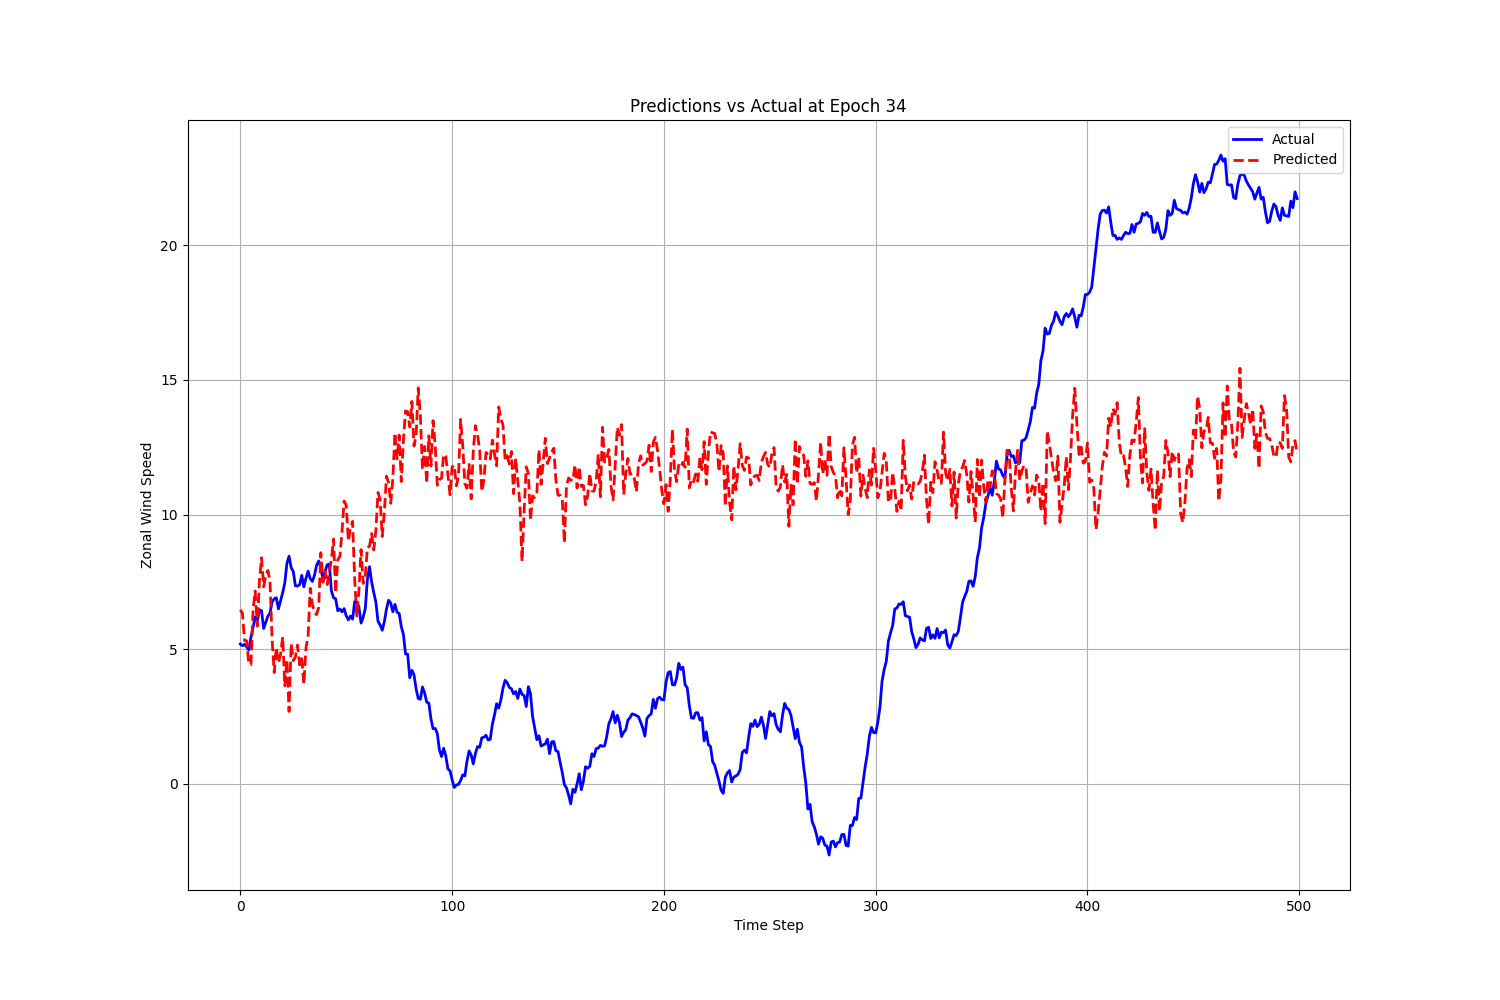 Predictions vs Actual at Epoch 34
Actual
Predicted
Zonal Wind Speed
20
15
10
5
0
0 100 200 300 400 500
Time Step